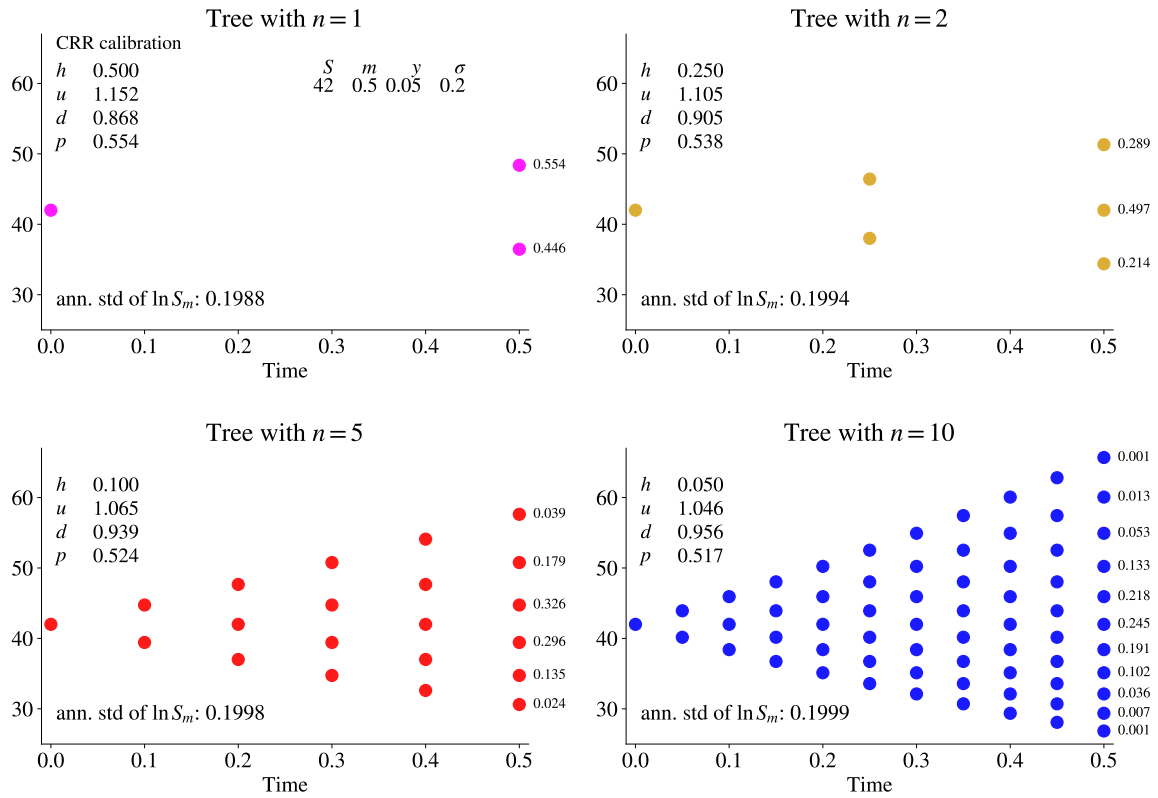 Tree with n = 1
CRR calibration
h 0.500
u 1.152
d 0.868
p 0.554
S m y σ
42 0.5 0.05 0.2
60
50
40
30
0.554
0.446
ann. std of ln Sₘ: 0.1988
0.0 0.1 0.2 0.3 0.4 0.5
Time
Tree with n = 2
h 0.250
u 1.105
d 0.905
p 0.538
60
50
40
30
0.289
0.497
0.214
ann. std of ln Sₘ: 0.1994
0.0 0.1 0.2 0.3 0.4 0.5
Time
Tree with n = 5
h 0.100
u 1.065
d 0.939
p 0.524
60
50
40
30
0.039
0.179
0.326
0.296
0.135
0.024
ann. std of ln Sₘ: 0.1998
0.0 0.1 0.2 0.3 0.4 0.5
Time
Tree with n = 10
h 0.050
u 1.046
d 0.956
p 0.517
60
50
40
30
0.001
0.013
0.053
0.133
0.218
0.245
0.191
0.102
0.036
0.007
0.001
ann. std of ln Sₘ: 0.1999
0.0 0.1 0.2 0.3 0.4 0.5
Time